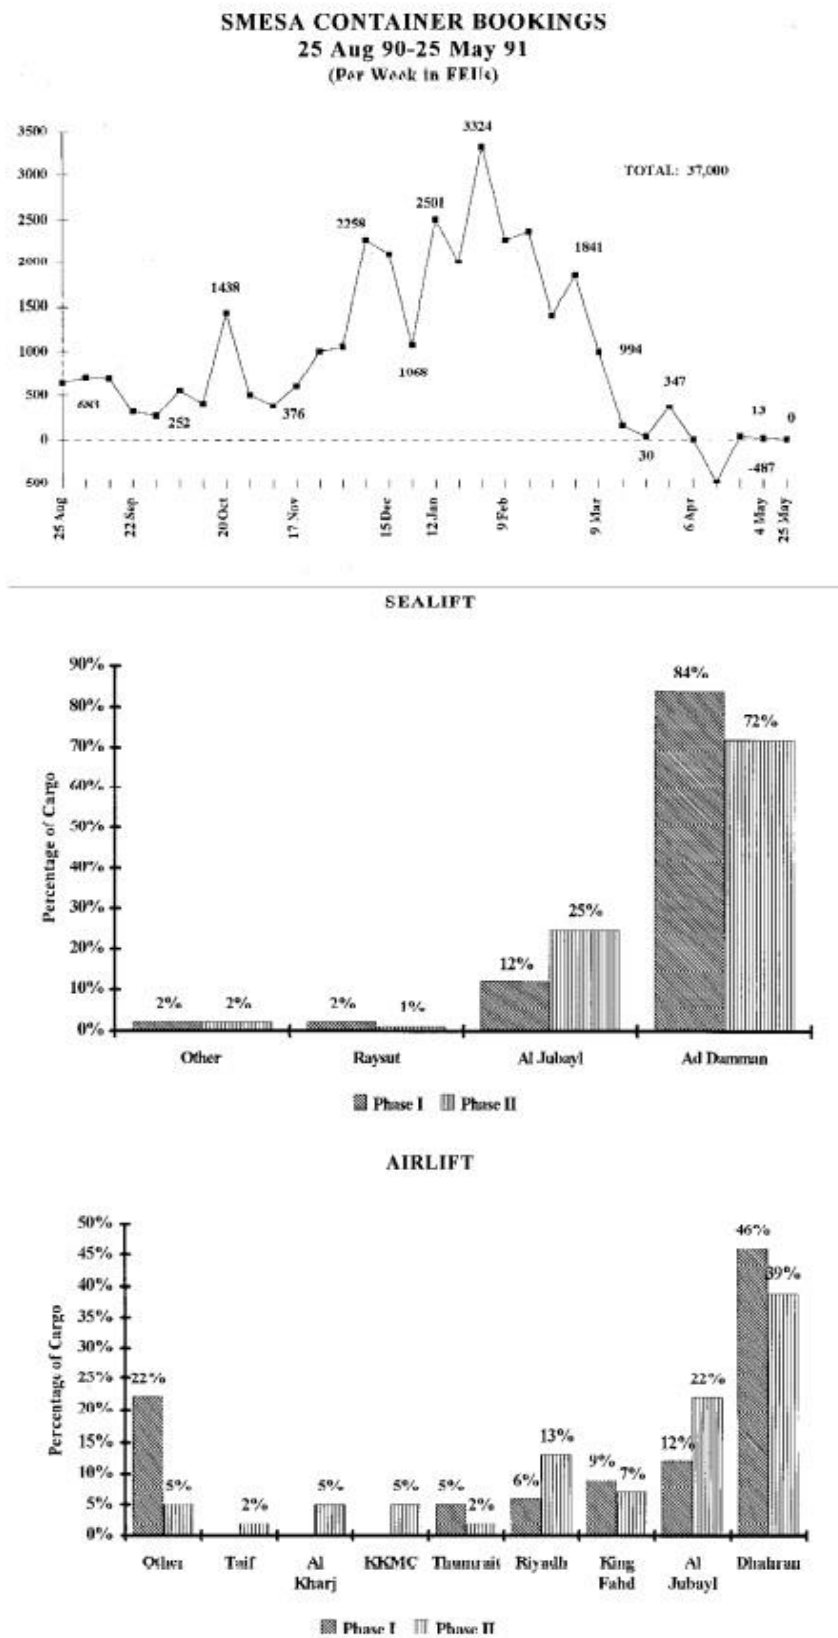 SMESA CONTAINER BOOKINGS
25 Aug 90-25 May 91
(Per Week in FEUs)
3500
3000
2500
2000
1500
1000
500
0
500
683
252
1438
376
2258
1068
2501
3324
1841
994
30
347
-487
13
0
TOTAL: 37,000
25 Aug
22 Sep
20 Oct
17 Nov
15 Dec
12 Jan
9 Feb
9 Mar
6 Apr
4 May
25 May
SEALIFT
Percentage of Cargo
90%
80%
70%
60%
50%
40%
30%
20%
10%
0%
2% 2% 2% 1% 12% 25% 84% 72%
Other Raysut Al Jubayl Ad Damman
Phase I Phase II
AIRLIFT
Percentage of Cargo
50%
45%
40%
35%
30%
25%
20%
15%
10%
5%
0%
22% 5% 2% 5% 5% 5% 2% 6% 13% 9% 7% 12% 22% 46% 39%
Other Taif Al Kharj KKMC Thumrait Riyadh King Fahd Al Jubayl Dhahran
Phase I Phase II